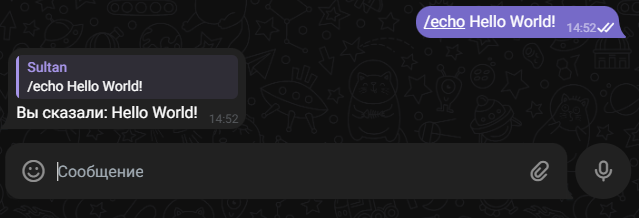 /echo Hello World! 14:52
Sultan
/echo Hello World!
Вы сказали: Hello World! 14:52
Сообщение